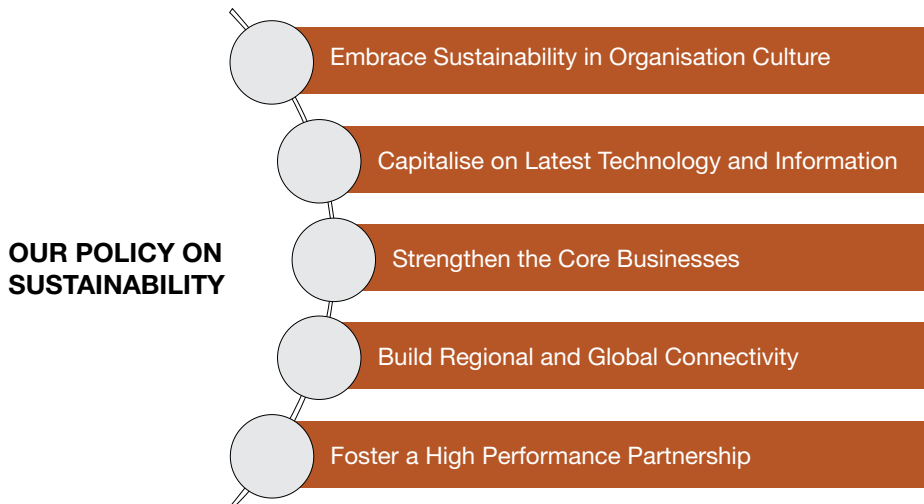 OUR POLICY ON
SUSTAINABILITY
Embrace Sustainability in Organisation Culture
Capitalise on Latest Technology and Information
Strengthen the Core Businesses
Build Regional and Global Connectivity
Foster a High Performance Partnership